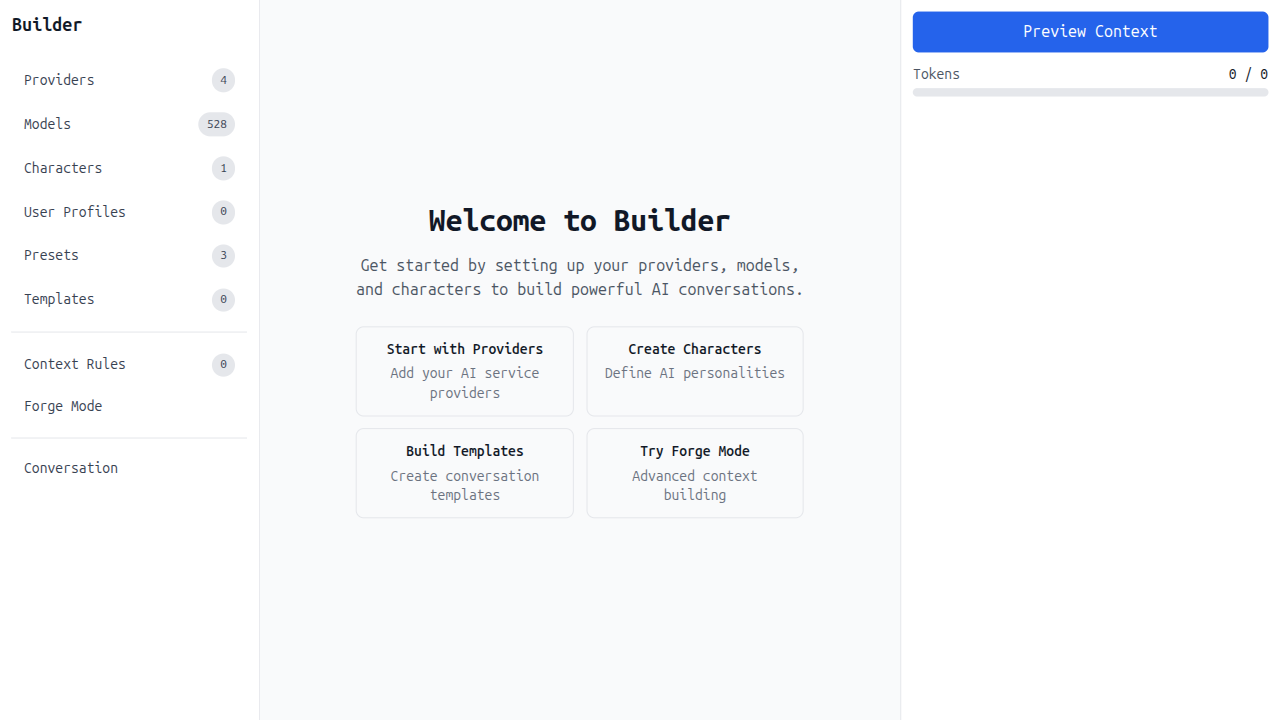 Builder
Providers 4
Models 528
Characters 1
User Profiles 0
Presets 3
Templates 0
Context Rules 0
Forge Mode
Conversation
Welcome to Builder
Get started by setting up your providers, models,
and characters to build powerful AI conversations.
Start with Providers
Add your AI service
providers
Create Characters
Define AI personalities
Build Templates
Create conversation
templates
Try Forge Mode
Advanced context
building
Preview Context
Tokens 0 / 0